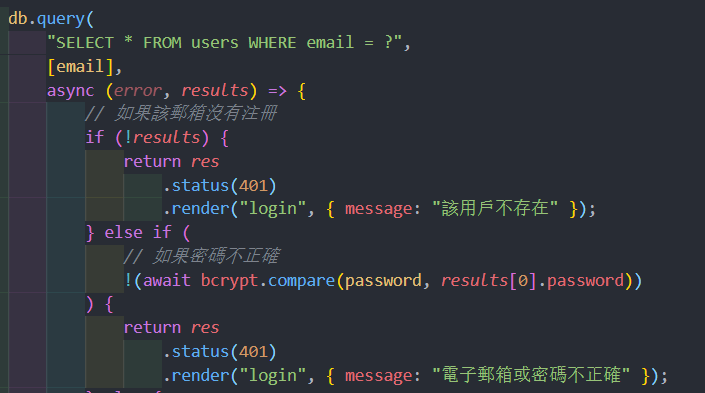 db.query(
"SELECT * FROM users WHERE email = ?",
[email],
async (error, results) => {
// 如果該郵箱沒有注冊
if (!results) {
return res
.status(401)
.render("login", { message: "該用戶不存在" });
} else if (
// 如果密碼不正確
!(await bcrypt.compare(password, results[0].password))
) {
return res
.status(401)
.render("login", { message: "電子郵箱或密碼不正確" });